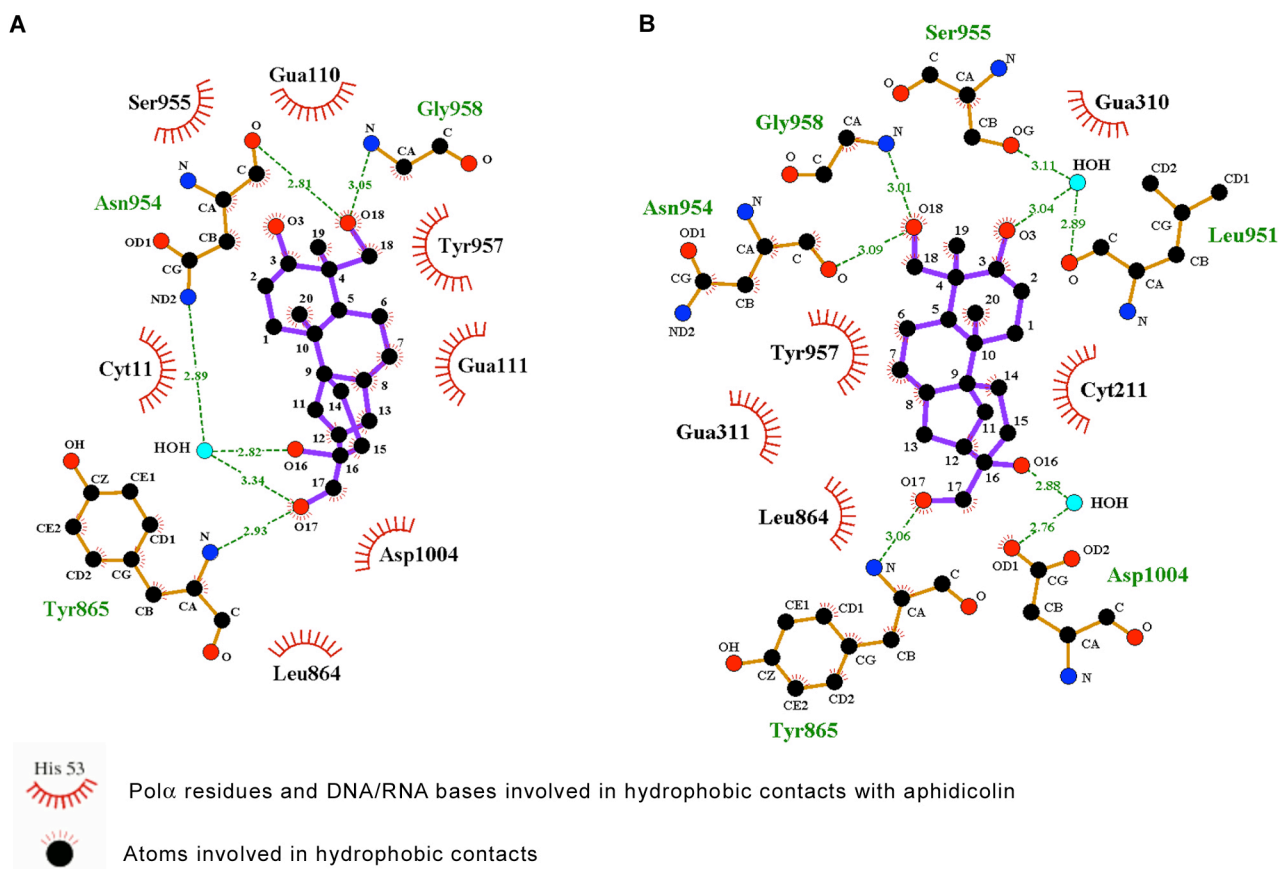 A
Gua110
Ser955
Gly958
O
N
C
C
CA
O
N
CA
2.81
3.05
Asn954
O3
O18
OD1
CB
19
18
Tyr957
CG
3
2
4
ND2
20
5
6
1
10
7
Cyt11
2.89
9
8
Gua111
11
14
13
12
15
OH
HOH
2.82
O16
16
CZ
CE1
3.34
17
CE2
CD1
N
2.93
O17
CD2
CG
Asp1004
Tyr865
CB
CA
C
O
Leu864
B
Ser955
C
N
CA
O
Gua310
Gly958
CA
N
CB
OG
O
C
3.11
HOH
CD2
CD1
3.01
3.04
Asn954
N
O18
2.89
CG
OD1
19
O3
Leu951
CA
C
3.09
C
CB
CG
18
3
2
O
CB
O
4
CA
ND2
20
N
6
5
1
Tyr957
10
7
9
14
Cyt211
8
11
15
Gua311
13
12
O16
16
17
2.88
Leu864
O17
HOH
3.06
2.76
N
OD1
OD2
C
CG
Asp1004
CE1
CD1
CA
O
CB
C
OH
CG
CB
CA
O
CZ
N
CE2
CD2
Tyr865
His 53
Polα residues and DNA/RNA bases involved in hydrophobic contacts with aphidicolin
Atoms involved in hydrophobic contacts